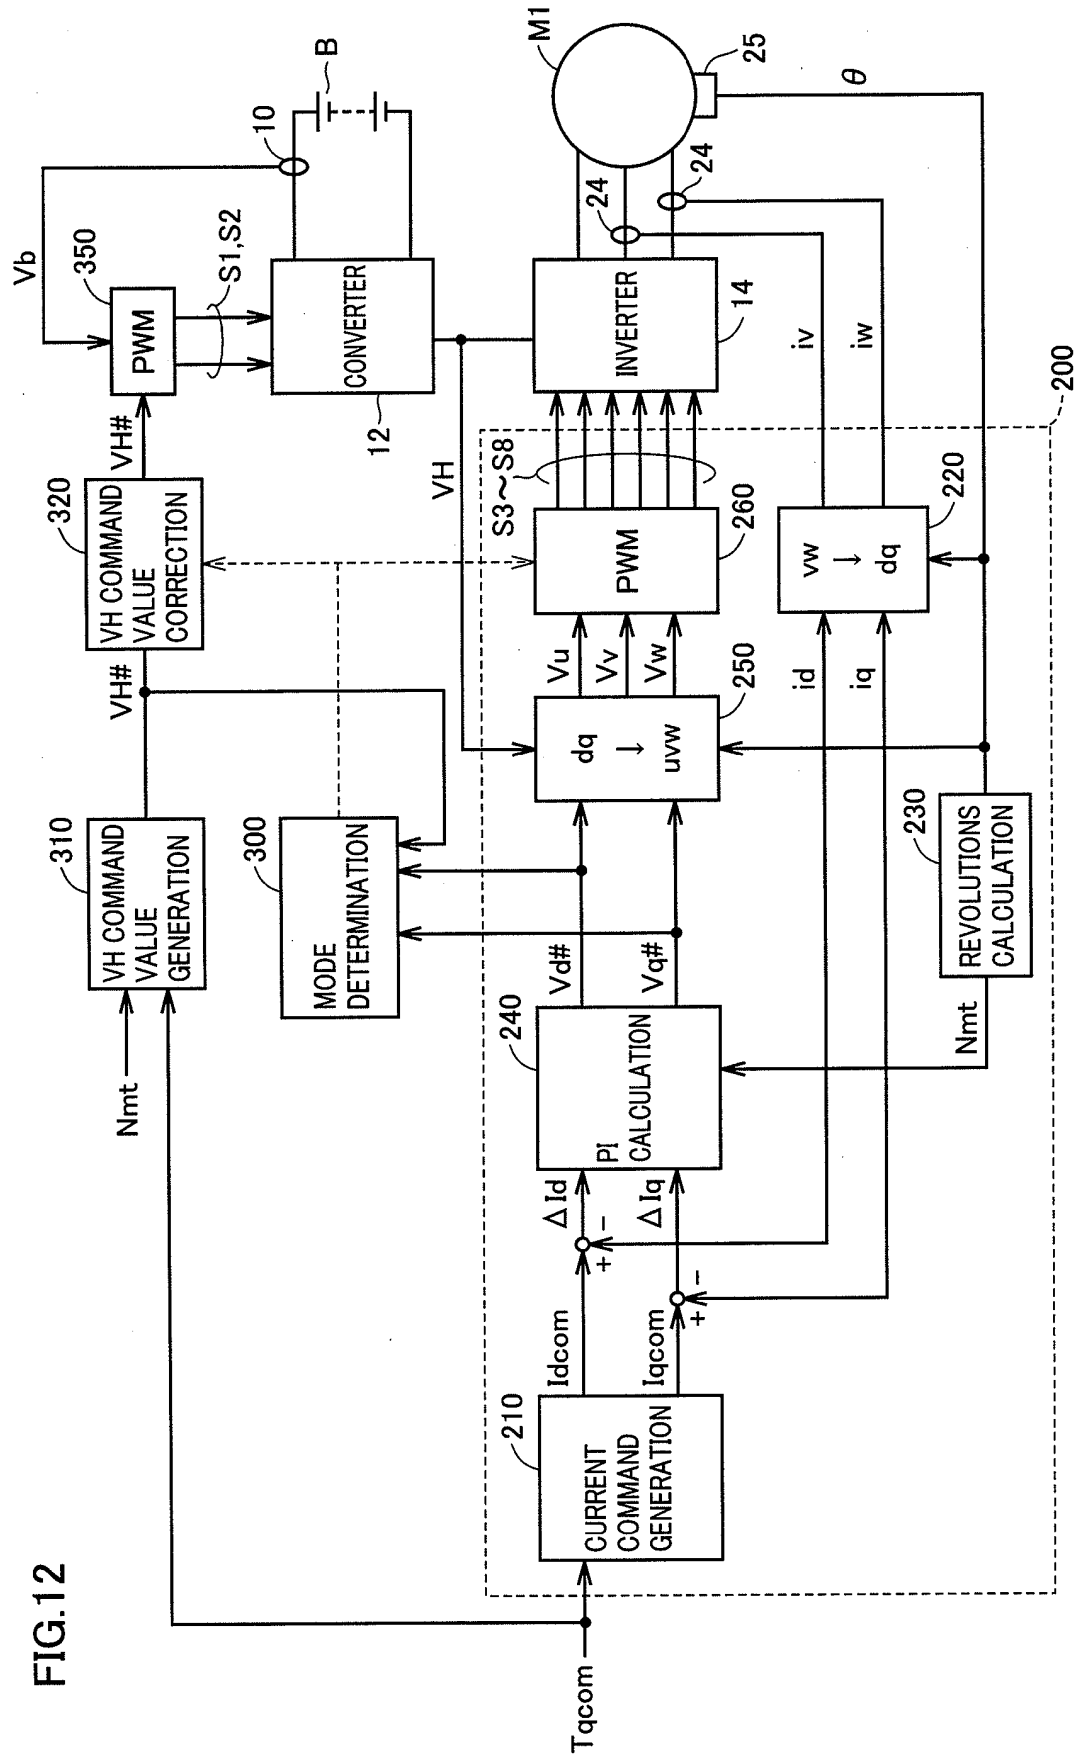 FIG.12
Tqcom
Nmt
310
VH COMMAND
VALUE
GENERATION
VH#
320
VH COMMAND
VALUE
CORRECTION
VH#
350
PWM
Vb
S1,S2
10
B
CONVERTER
12
300
MODE
DETERMINATION
VH
210
CURRENT
COMMAND
GENERATION
Idcom
Iqcom
+
−
+
−
ΔId
ΔIq
240
PI
CALCULATION
Vd#
Vq#
250
dq
↓
uvw
Vu
Vv
Vw
260
PWM
S3〜S8
INVERTER
14
24
24
M1
25
θ
id
iq
220
vw
↓
dq
iv
iw
230
REVOLUTIONS
CALCULATION
Nmt
200